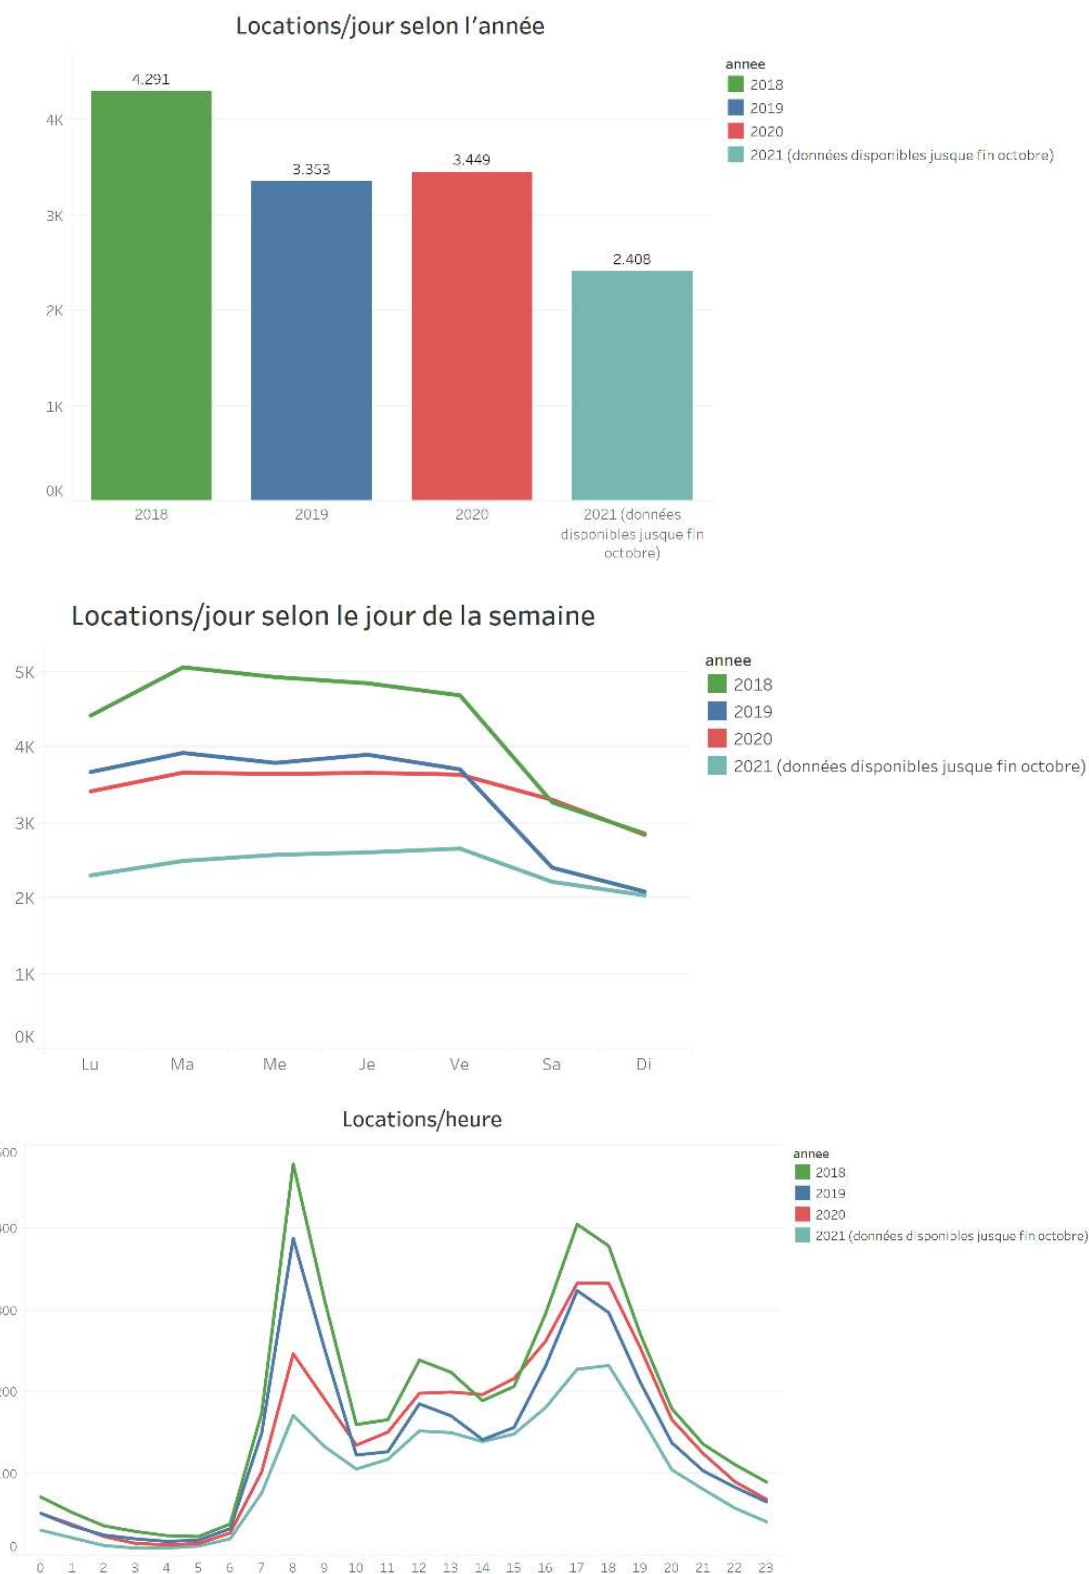 Locations/jour selon l'année
annee
2018
2019
2020
2021 (données disponibles jusque fin octobre)
4.291
3.353
3.449
2.408
4K
3K
2K
1K
0K
2018
2019
2020
2021 (données
disponibles jusque fin
octobre)
Locations/jour selon le jour de la semaine
annee
2018
2019
2020
2021 (données disponibles jusque fin octobre)
5K
4K
3K
2K
1K
0K
Lu Ma Me Je Ve Sa Di
Locations/heure
annee
2018
2019
2020
2021 (données disponibles jusque fin octobre)
00
00
00
00
00
0
0 1 2 3 4 5 6 7 8 9 10 11 12 13 14 15 16 17 18 19 20 21 22 23